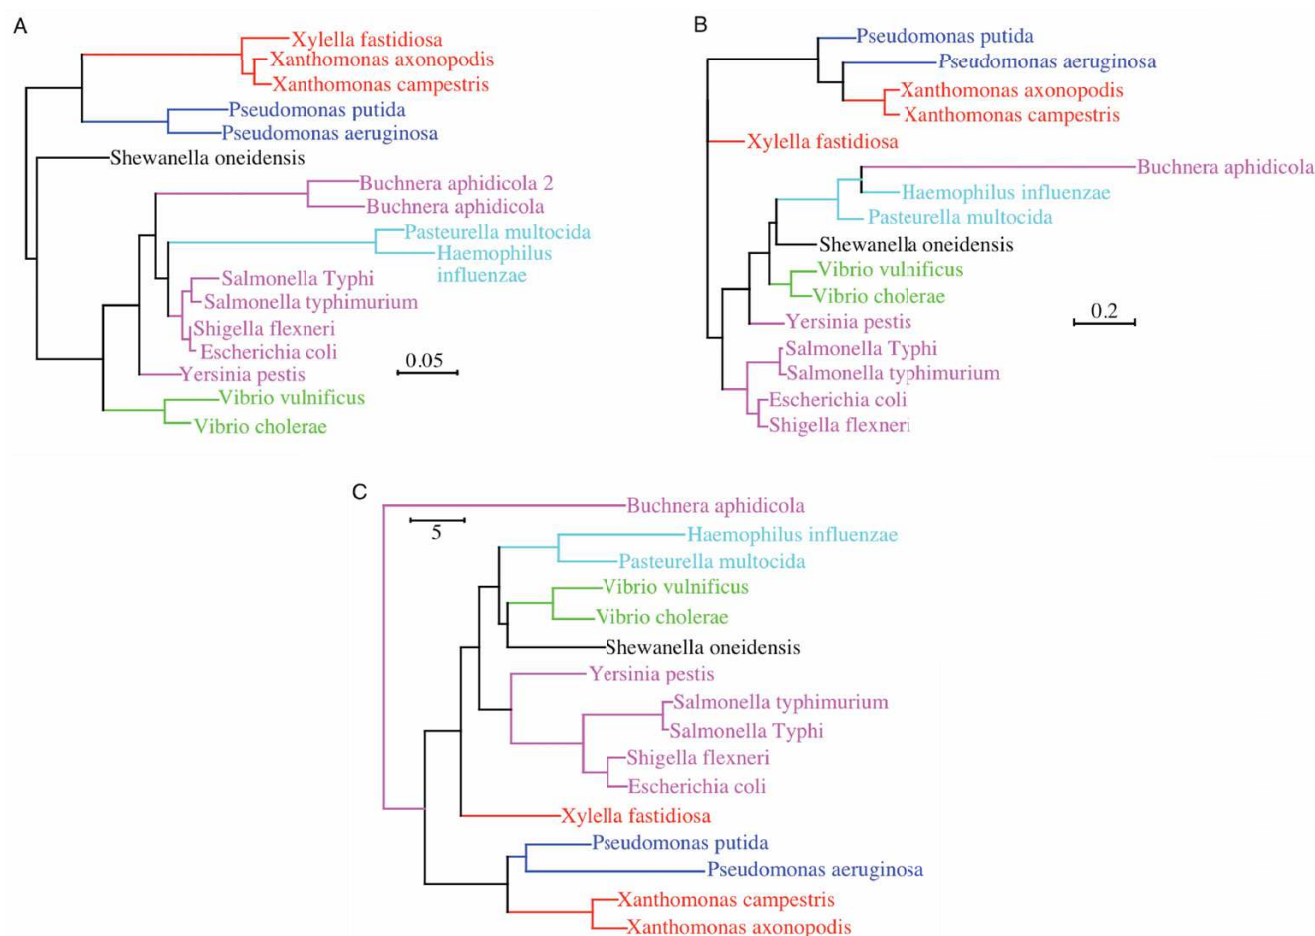 A
Xylella fastidiosa
Xanthomonas axonopodis
Xanthomonas campestris
Pseudomonas putida
Pseudomonas aeruginosa
Shewanella oneidensis
Buchnera aphidicola 2
Buchnera aphidicola
Pasteurella multocida
Haemophilus
influenzae
Salmonella Typhi
Salmonella typhimurium
Shigella flexneri
Escherichia coli
Yersinia pestis
Vibrio vulnificus
Vibrio cholerae
0.05
B
Pseudomonas putida
Pseudomonas aeruginosa
Xanthomonas axonopodis
Xanthomonas campestris
Xylella fastidiosa
Buchnera aphidicola
Haemophilus influenzae
Pasteurella multocida
Shewanella oneidensis
Vibrio vulnificus
Vibrio cholerae
Yersinia pestis
Salmonella Typhi
Salmonella typhimurium
Escherichia coli
Shigella flexneri
0.2
C
Buchnera aphidicola
5
Haemophilus influenzae
Pasteurella multocida
Vibrio vulnificus
Vibrio cholerae
Shewanella oneidensis
Yersinia pestis
Salmonella typhimurium
Salmonella Typhi
Shigella flexneri
Escherichia coli
Xylella fastidiosa
Pseudomonas putida
Pseudomonas aeruginosa
Xanthomonas campestris
Xanthomonas axonopodis